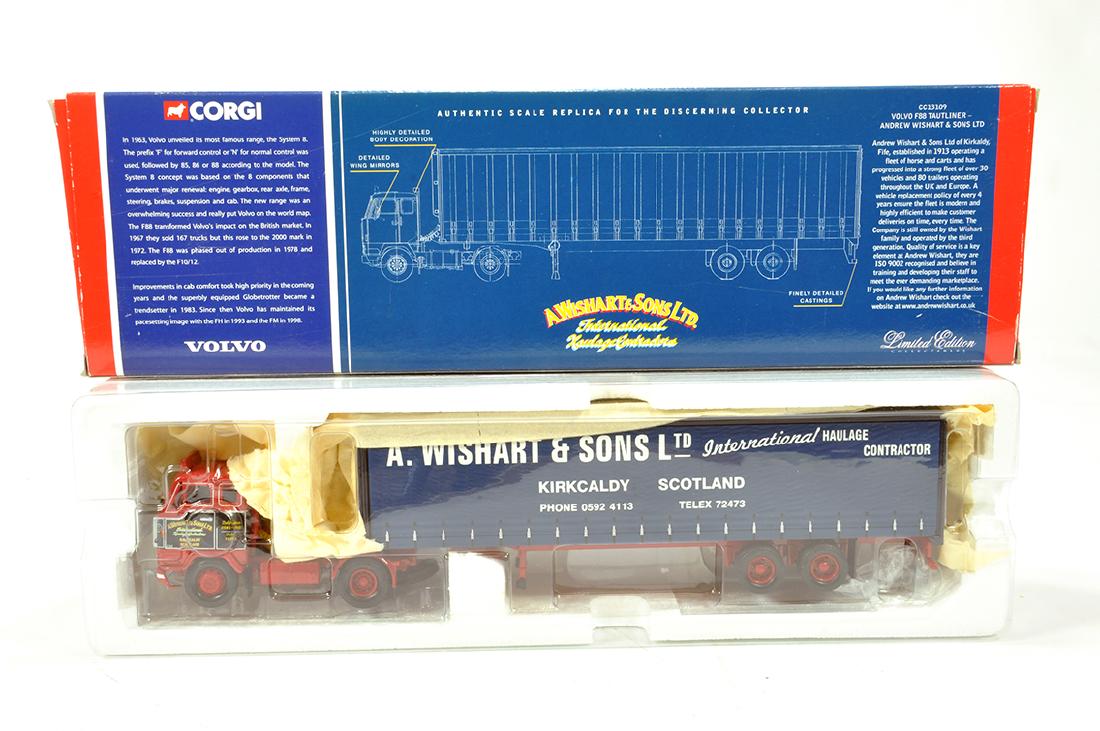 CORGI
In 1963, Volvo unveiled its most famous range, the System 8.
The prefix 'F' for forward control or 'N' for normal control was
used, followed by 85, 86 or 88 according to the model. The
System 8 concept was based on the 8 components that
underwent major renewal: engine, gearbox, rear axle, frame,
steering, brakes, suspension and cab. The new range was an
overwhelming success and really put Volvo on the world map.
The F88 transformed Volvo's impact on the British market. In
1967 they sold 167 trucks but this rose to the 2000 mark in
1972. The F88 was phased out of production in 1978 and
replaced by the F10/12.
Improvements in cab comfort took high priority in the coming
years and the superbly equipped Globetrotter became a
trendsetter in 1983. Since then Volvo has maintained its
pacesetting image with the FH in 1993 and the FM in 1998.
VOLVO
AUTHENTIC SCALE REPLICA FOR THE DISCERNING COLLECTOR
HIGHLY DETAILED
BODY DECORATION
DETAILED
WING MIRRORS
FINELY DETAILED
CASTINGS
A. WISHART & SONS LTD.
International
Haulage Contractors
CC13109
VOLVO F88 TAUTLINER -
ANDREW WISHART & SONS LTD
Andrew Wishart & Sons Ltd of Kirkcaldy,
Fife, established in 1913 operating a
fleet of horse and carts and has
progressed into a strong fleet of over 30
vehicles and 80 trailers operating
throughout the UK and Europe. A
vehicle replacement policy of every 4
years ensure the fleet is modern and
highly efficient to make customer
deliveries on time, every time. The
Company is still owned by the Wishart
family and operated by the third
generation. Quality of service is a key
element at Andrew Wishart, they are
ISO 9002 recognised and believe in
training and developing their staff to
meet the ever demanding marketplace.
If you would like any further information
on Andrew Wishart check out the
website at www.andrewwishart.co.uk
Limited Edition
COLLECTABLES
A. WISHART & SONS LTD International HAULAGE
CONTRACTOR
KIRKCALDY SCOTLAND
PHONE 0592 4113 TELEX 72473
A. Wishart & Sons Ltd.
International